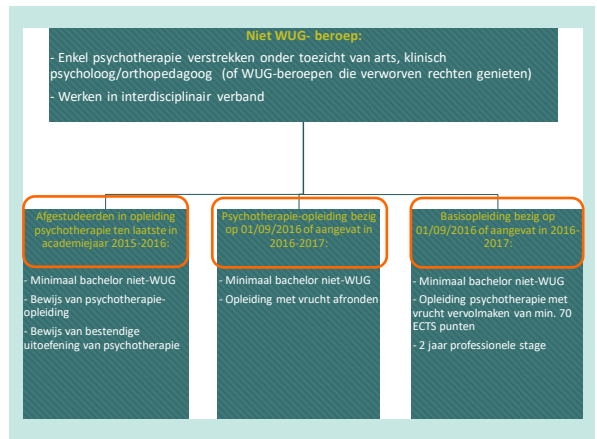 Niet WUG- beroep:
- Enkel psychotherapie verstrekken onder toezicht van arts, klinisch
psycholoog/orthopedagoog (of WUG-beroepen die verworven rechten genieten)
- Werken in interdisciplinair verband
Afgestudeerden in opleiding
psychotherapie ten laatste in
academiejaar 2015-2016:
- Minimaal bachelor niet-WUG
- Bewijs van psychotherapie-
opleiding
- Bewijs van bestendige
uitoefening van psychotherapie
Psychotherapie-opleiding bezig
op 01/09/2016 of aangevat in
2016-2017:
- Minimaal bachelor niet-WUG
- Opleiding met vrucht afronden
Basisopleiding bezig op
01/09/2016 of aangevat in 2016-
2017:
- Minimaal bachelor niet-WUG
- Opleiding psychotherapie met
vrucht vervolmaken van min. 70
ECTS punten
- 2 jaar professionele stage